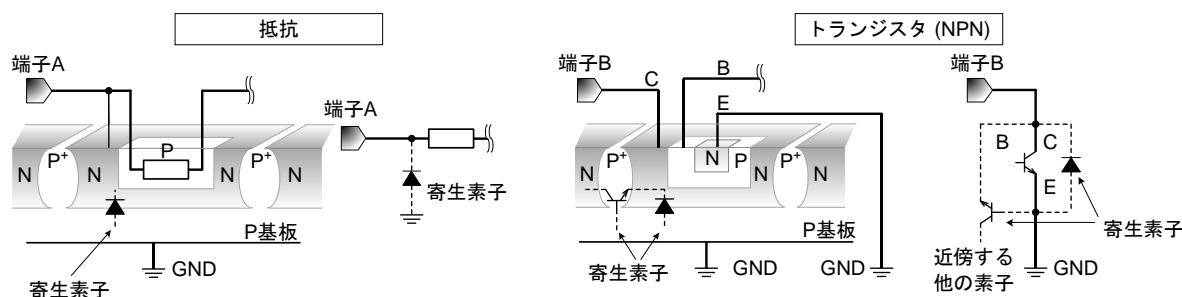 抵抗
端子A
端子A
N
P+
N
P
N
P+
N
寄生素子
P基板
GND
寄生素子
トランジスタ (NPN)
端子B
C
B
E
端子B
N
P+
N
N
P
N
P+
N
B
C
E
P基板
寄生素子
GND
GND
寄生素子
近傍する
他の素子
GND